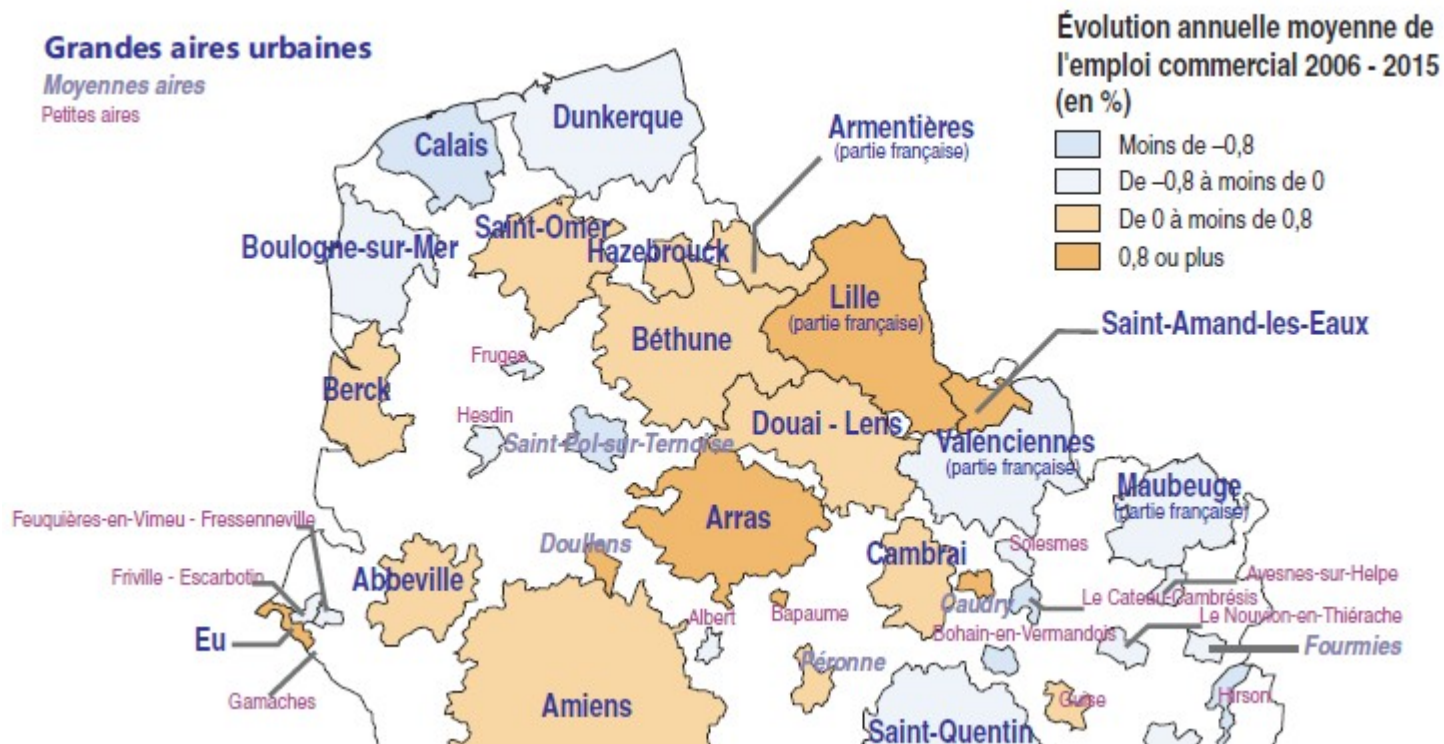 Grandes aires urbaines
Moyennes aires
Petites aires
Évolution annuelle moyenne de
l'emploi commercial 2006 - 2015
(en %)
Moins de –0,8
De –0,8 à moins de 0
De 0 à moins de 0,8
0,8 ou plus
Dunkerque
Calais
Armentières
(partie française)
Saint-Omer
Boulogne-sur-Mer
Hazebrouck
Lille
(partie française)
Saint-Amand-les-Eaux
Béthune
Fruges
Berck
Hesdin
Douai - Lens
Saint-Pol-sur-Ternoise
Valenciennes
(partie française)
Maubeuge
(partie française)
Feuquières-en-Vimeu - Fressenneville
Arras
Doullens
Cambrai
Solesmes
Friville - Escarbotin
Abbeville
Avesnes-sur-Helpe
Caudry
Le Cateau-Cambrésis
Albert
Bapaume
Le Nouvion-en-Thiérache
Eu
Bohain-en-Vermandois
Fourmies
Péronne
Gamaches
Amiens
Guise
Hirson
Saint-Quentin